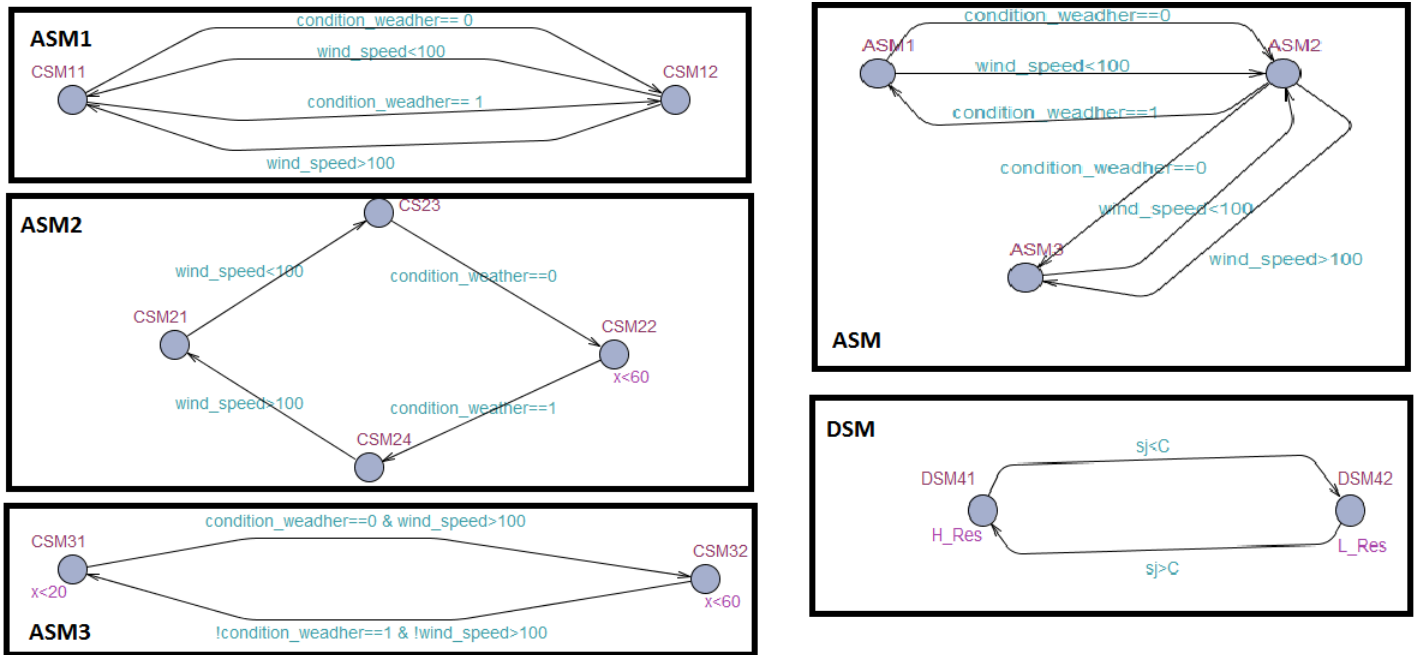 ASM1
condition_weadher== 0
wind_speed<100
CSM11
CSM12
condition_weadher== 1
wind_speed>100
ASM2
CS23
wind_speed<100
condition_weather==0
CSM21
CSM22
x<60
wind_speed>100
condition_weather==1
CSM24
condition_weadher==0 & wind_speed>100
CSM31
CSM32
x<20
x<60
ASM3
!condition_weadher==1 & !wind_speed>100
condition_weadher==0
ASM1
ASM2
wind_speed<100
condition_weadher==1
condition_weadher==0
wind_speed<100
ASM3
wind_speed>100
ASM
DSM
sj<C
DSM41
DSM42
H_Res
L_Res
sj>C